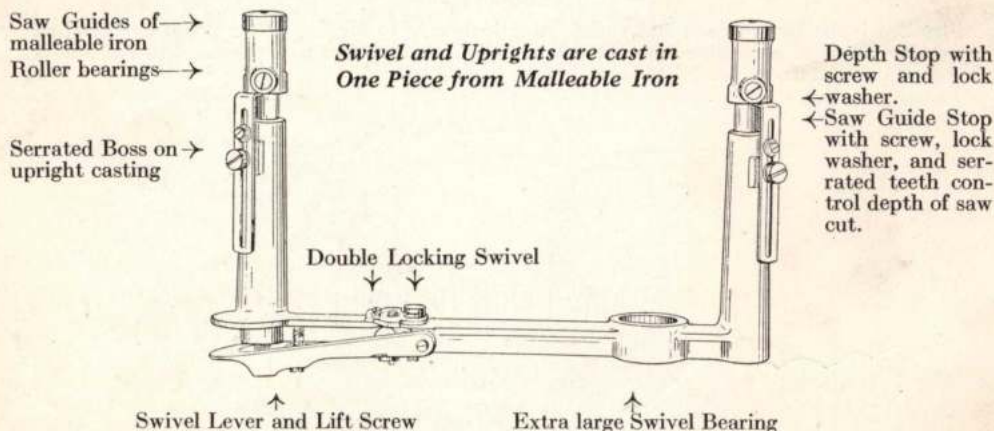 Saw Guides of
malleable iron
Roller bearings
Serrated Boss on
upright casting
Swivel and Uprights are cast in
One Piece from Malleable Iron
Depth Stop with
screw and lock
washer.
Saw Guide Stop
with screw, lock
washer, and ser-
rated teeth con-
trol depth of saw
cut.
Double Locking Swivel
Swivel Lever and Lift Screw
Extra large Swivel Bearing